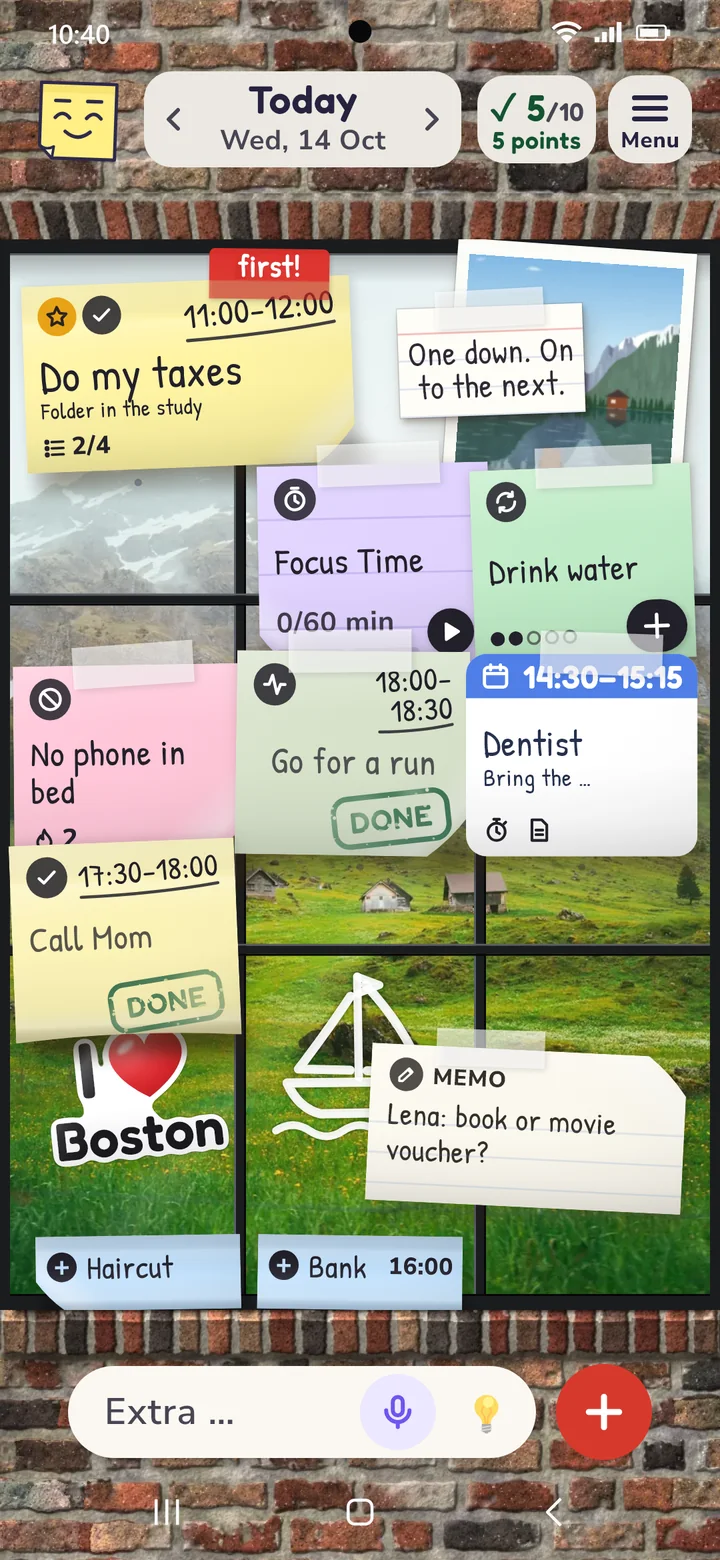 10:40
Today
Wed, 14 Oct
5/10
5 points
Menu
first!
11:00–12:00
Do my taxes
Folder in the study
2/4
One down. On
to the next.
Focus Time
0/60 min
Drink water
No phone in
bed
2
18:00–
18:30
Go for a run
DONE
14:30–15:15
Dentist
Bring the ...
17:30–18:00
Call Mom
DONE
I
Boston
MEMO
Lena: book or movie
voucher?
Haircut
Bank 16:00
Extra ...